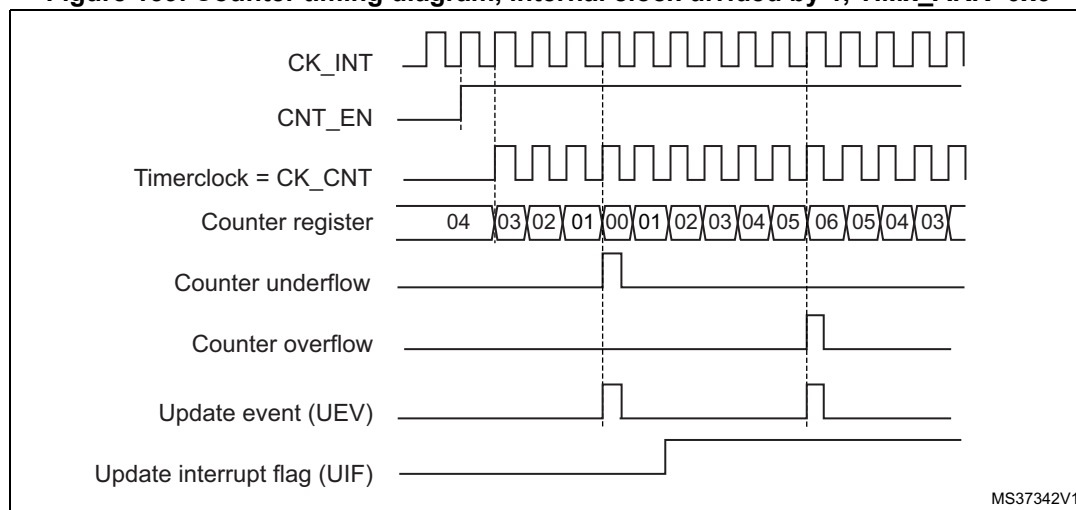 CK_INT
CNT_EN
Timerclock = CK_CNT
Counter register 04 03 02 01 00 01 02 03 04 05 06 05 04 03
Counter underflow
Counter overflow
Update event (UEV)
Update interrupt flag (UIF)
MS37342V1